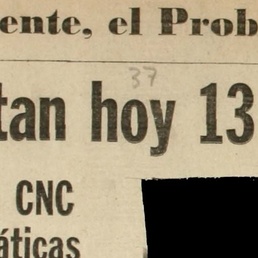 ente, el Prob
37
tan hoy 13
CNC
áticas